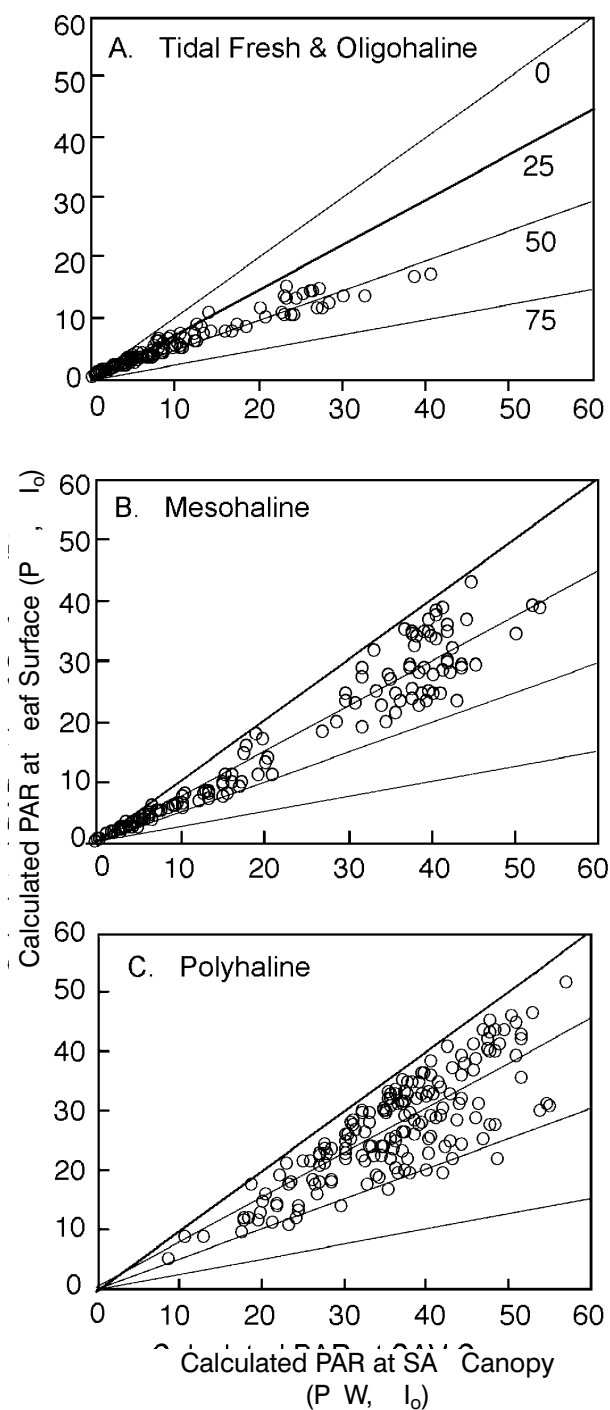 60
A. Tidal Fresh & Oligohaline
0
50
25
40
30
50
20
10
75
0
0 10 20 30 40 50 60
60
B. Mesohaline
50
40
30
20
10
0
0 10 20 30 40 50 60
Calculated PAR at eaf Surface (P , I₀)
60
C. Polyhaline
50
40
30
20
10
0
0 10 20 30 40 50 60
Calculated PAR at SA Canopy
(P W, I₀)